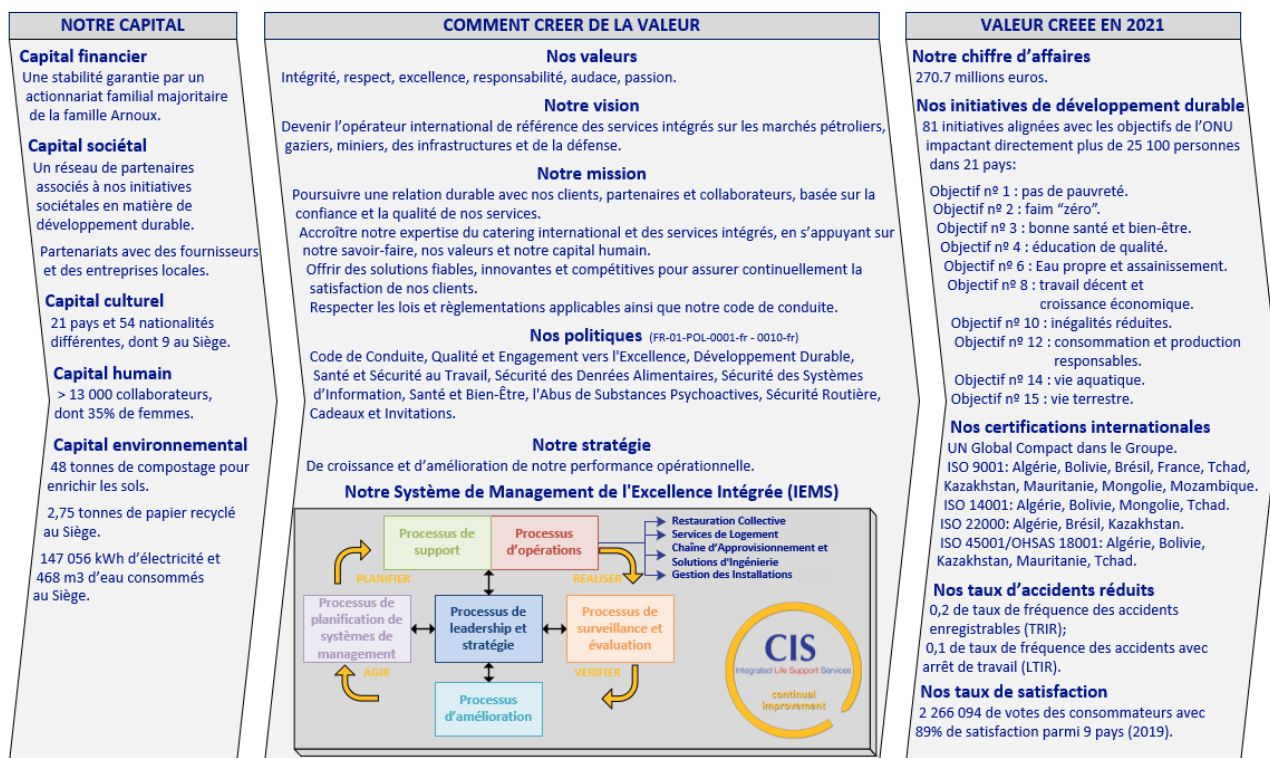 NOTRE CAPITAL
Capital financier
Une stabilité garantie par un
actionnariat familial majoritaire
de la famille Arnoux.
Capital sociétal
Un réseau de partenaires
associés à nos initiatives
sociétales en matière de
développement durable.
Partenariats avec des fournisseurs
et des entreprises locales.
Capital culturel
21 pays et 54 nationalités
différentes, dont 9 au Siège.
Capital humain
> 13 000 collaborateurs,
dont 35% de femmes.
Capital environnemental
48 tonnes de compostage pour
enrichir les sols.
2,75 tonnes de papier recyclé
au Siège.
147 056 kWh d'électricité et
468 m3 d'eau consommés
au Siège.
COMMENT CREER DE LA VALEUR
Nos valeurs
Intégrité, respect, excellence, responsabilité, audace, passion.
Notre vision
Devenir l'opérateur international de référence des services intégrés sur les marchés pétroliers,
gaziers, miniers, des infrastructures et de la défense.
Notre mission
Poursuivre une relation durable avec nos clients, partenaires et collaborateurs, basée sur la
confiance et la qualité de nos services.
Accroître notre expertise du catering international et des services intégrés, en s'appuyant sur
notre savoir-faire, nos valeurs et notre capital humain.
Offrir des solutions fiables, innovantes et compétitives pour assurer continuellement la
satisfaction de nos clients.
Respecter les lois et règlementations applicables ainsi que notre code de conduite.
Nos politiques (FR-01-POL-0001-fr - 0010-fr)
Code de Conduite, Qualité et Engagement vers l'Excellence, Développement Durable,
Santé et Sécurité au Travail, Sécurité des Denrées Alimentaires, Sécurité des Systèmes
d'Information, Santé et Bien-Être, l'Abus de Substances Psychoactives, Sécurité Routière,
Cadeaux et Invitations.
Notre stratégie
De croissance et d'amélioration de notre performance opérationnelle.
Notre Système de Management de l'Excellence Intégrée (IEMS)
Processus de
support
Processus
d'opérations
Restauration Collective
Services de Logement
Chaîne d'Approvisionnement et
Solutions d'Ingénierie
Gestion des Installations
PLANIFIER
REALISER
Processus de
planification de
systèmes de
management
Processus de
leadership et
stratégie
Processus de
surveillance et
évaluation
AGIR
VERIFIER
Processus
d'amélioration
CIS
Integrated Life Support Services
continual
improvement
VALEUR CREEE EN 2021
Notre chiffre d'affaires
270.7 millions euros.
Nos initiatives de développement durable
81 initiatives alignées avec les objectifs de l'ONU
impactant directement plus de 25 100 personnes
dans 21 pays:
Objectif nº 1 : pas de pauvreté.
Objectif nº 2 : faim “zéro”.
Objectif nº 3 : bonne santé et bien-être.
Objectif nº 4 : éducation de qualité.
Objectif nº 6 : Eau propre et assainissement.
Objectif nº 8 : travail décent et
croissance économique.
Objectif nº 10 : inégalités réduites.
Objectif nº 12 : consommation et production
responsables.
Objectif nº 14 : vie aquatique.
Objectif nº 15 : vie terrestre.
Nos certifications internationales
UN Global Compact dans le Groupe.
ISO 9001: Algérie, Bolivie, Brésil, France, Tchad,
Kazakhstan, Mauritanie, Mongolie, Mozambique.
ISO 14001: Algérie, Bolivie, Mongolie, Tchad.
ISO 22000: Algérie, Brésil, Kazakhstan.
ISO 45001/OHSAS 18001: Algérie, Bolivie,
Kazakhstan, Mauritanie, Tchad.
Nos taux d'accidents réduits
0,2 de taux de fréquence des accidents
enregistrables (TRIR);
0,1 de taux de fréquence des accidents avec
arrêt de travail (LTIR).
Nos taux de satisfaction
2 266 094 de votes des consommateurs avec
89% de satisfaction parmi 9 pays (2019).